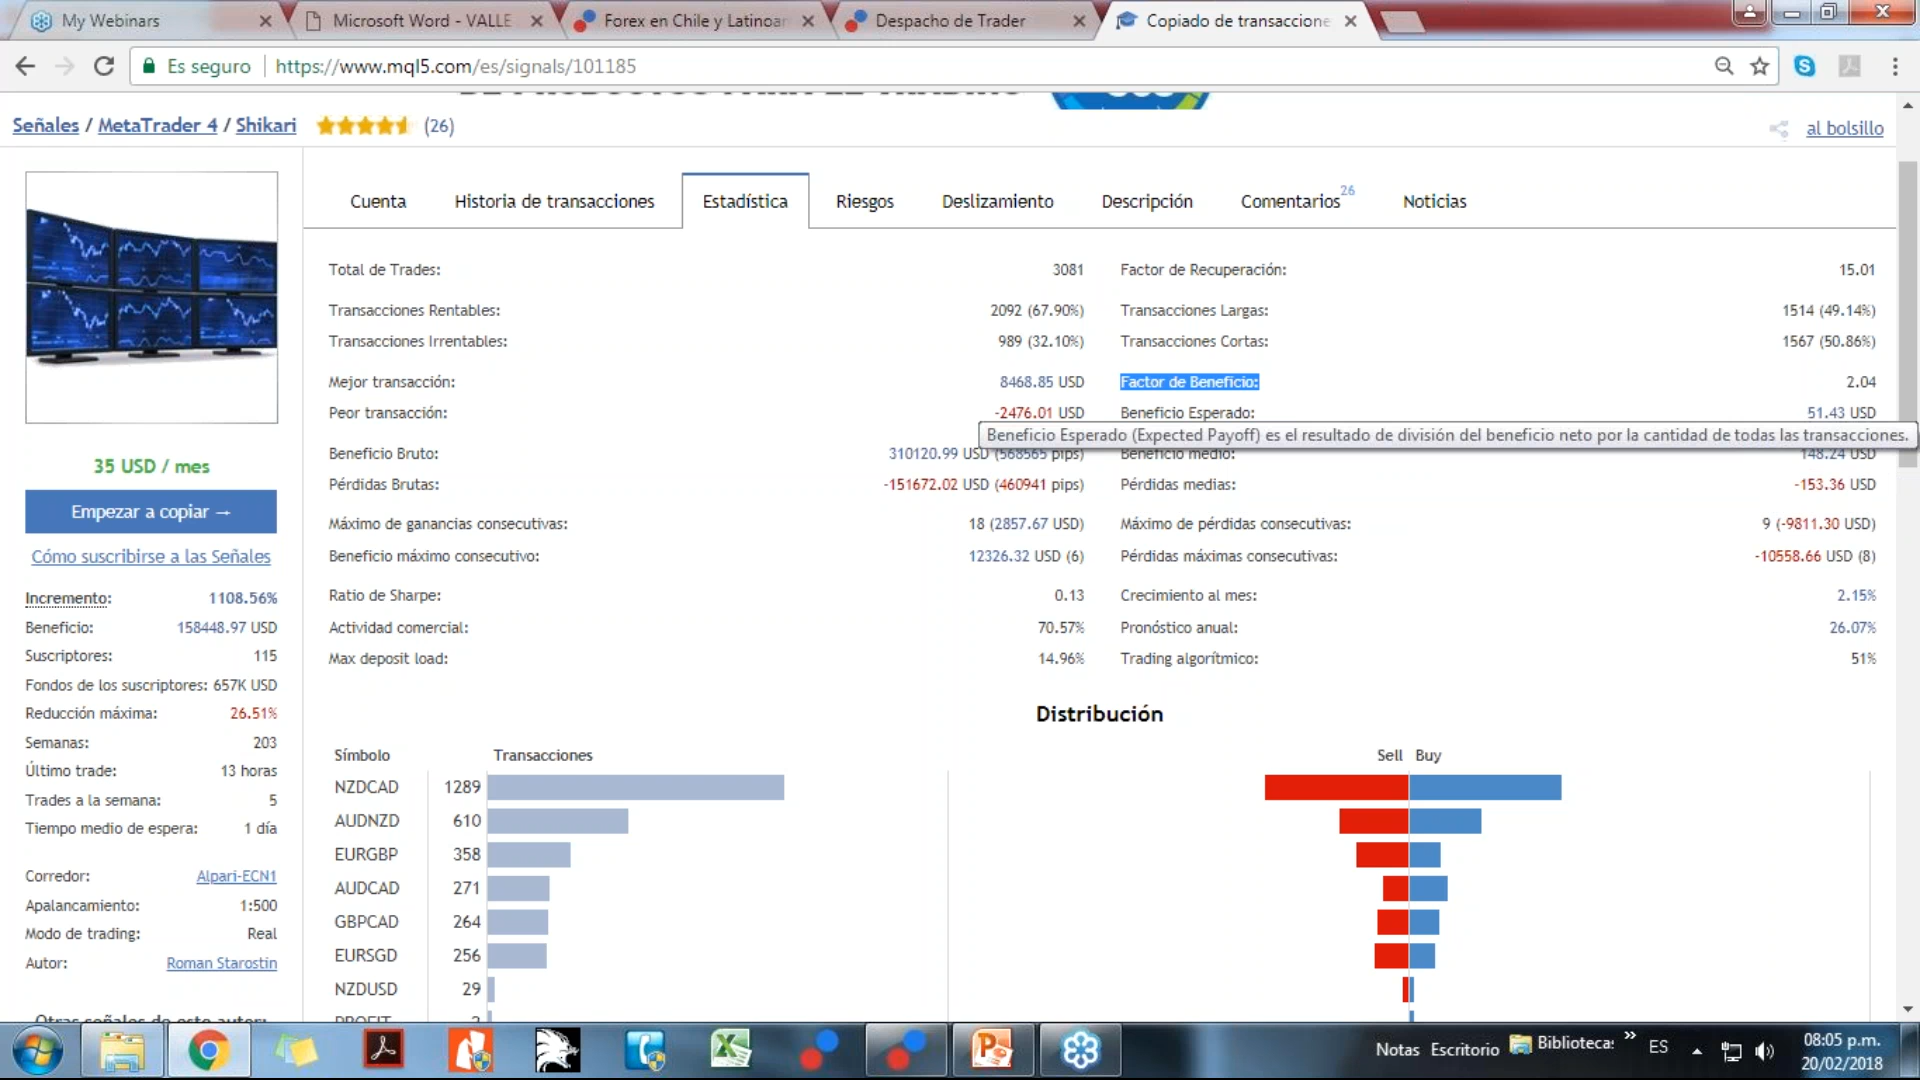 My Webinars
Microsoft Word - VALLE
Forex en Chile y Latinoar
Despacho de Trader
Copiado de transaccione
Es seguro
https://www.mql5.com/es/signals/101185
Señales / MetaTrader 4 / Shikari
(26)
al bolsillo
Cuenta
Historia de transacciones
Estadística
Riesgos
Deslizamiento
Descripción
Comentarios 26
Noticias
Total de Trades: 3081
Factor de Recuperación: 15.01
Transacciones Rentables: 2092 (67.90%)
Transacciones Largas: 1514 (49.14%)
Transacciones Irrentables: 989 (32.10%)
Transacciones Cortas: 1567 (50.86%)
Mejor transacción: 8468.85 USD
Factor de Beneficio: 2.04
Peor transacción: -2476.01 USD
Beneficio Esperado: 51.43 USD
Beneficio Esperado (Expected Payoff) es el resultado de división del beneficio neto por la cantidad de todas las transacciones.
Beneficio Bruto: 310120.99 USD (568565 pips)
Beneficio medio: 148.24 USD
Pérdidas Brutas: -151672.02 USD (460941 pips)
Pérdidas medias: -153.36 USD
Máximo de ganancias consecutivas: 18 (2857.67 USD)
Máximo de pérdidas consecutivas: 9 (-9811.30 USD)
Beneficio máximo consecutivo: 12326.32 USD (6)
Pérdidas máximas consecutivas: -10558.66 USD (8)
Ratio de Sharpe: 0.13
Crecimiento al mes: 2.15%
Actividad comercial: 70.57%
Pronóstico anual: 26.07%
Max deposit load: 14.96%
Trading algorítmico: 51%
35 USD / mes
Empezar a copiar →
Cómo suscribirse a las Señales
Incremento: 1108.56%
Beneficio: 158448.97 USD
Suscriptores: 115
Fondos de los suscriptores: 657K USD
Reducción máxima: 26.51%
Semanas: 203
Último trade: 13 horas
Trades a la semana: 5
Tiempo medio de espera: 1 día
Corredor: Alpari-ECN1
Apalancamiento: 1:500
Modo de trading: Real
Autor: Roman Starostin
Otras señales de este autor:
Distribución
Símbolo
Transacciones
Sell Buy
NZDCAD 1289
AUDNZD 610
EURGBP 358
AUDCAD 271
GBPCAD 264
EURSGD 256
NZDUSD 29
Notas
Escritorio
Bibliotecas
ES
08:05 p.m.
20/02/2018